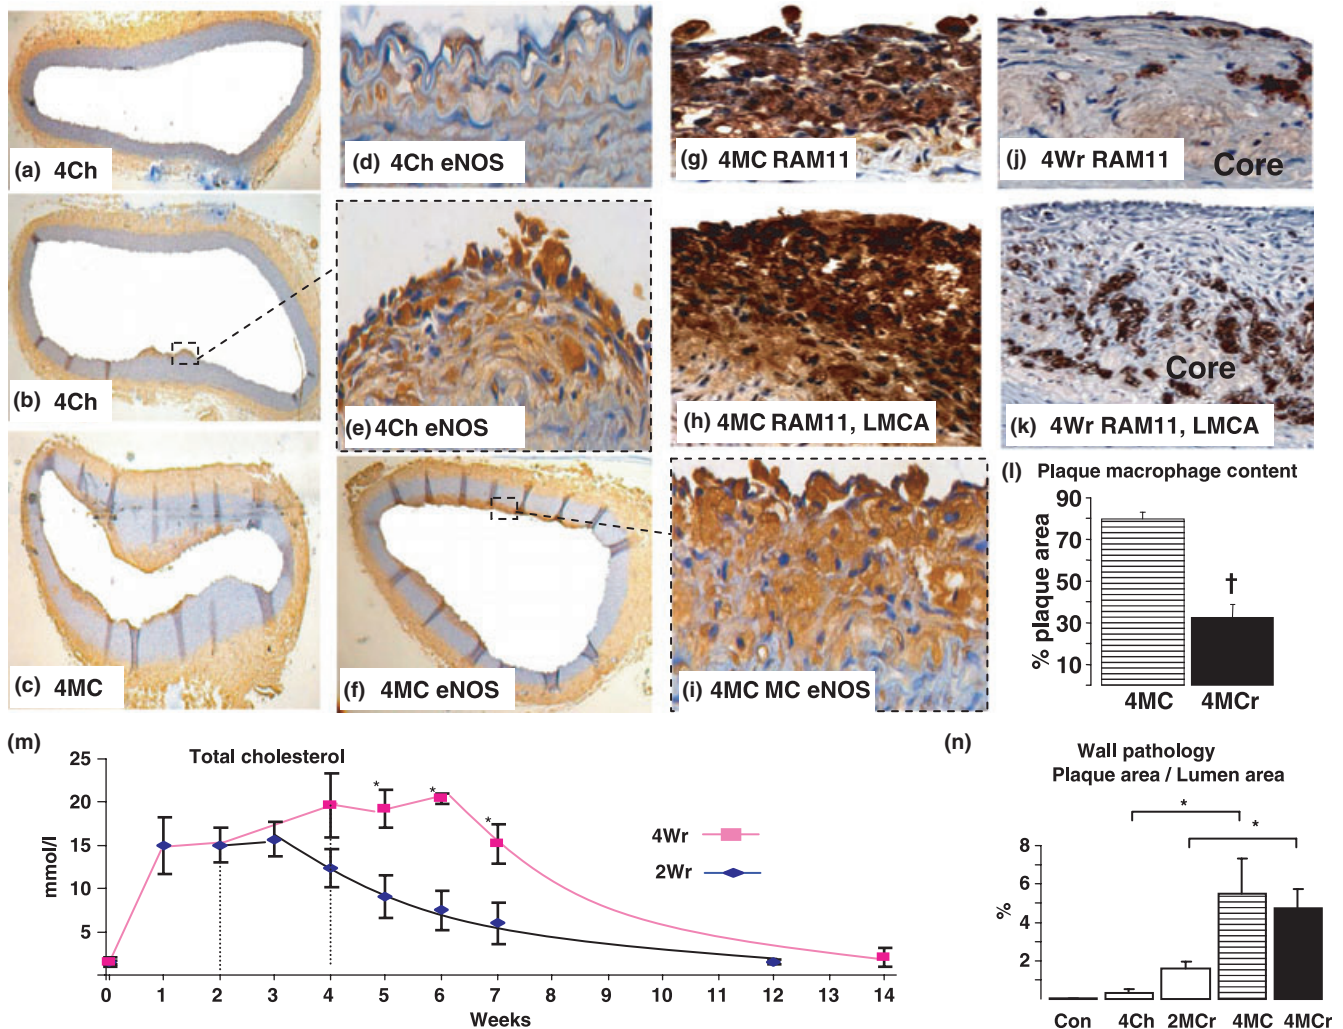 (a) 4Ch
(d) 4Ch eNOS
(g) 4MC RAM11
(j) 4Wr RAM11
Core
(b) 4Ch
(e) 4Ch eNOS
(h) 4MC RAM11, LMCA
Core
(k) 4Wr RAM11, LMCA
(c) 4MC
(f) 4MC eNOS
(i) 4MC MC eNOS
(l) Plaque macrophage content
% plaque area
90
70
50
30
10
†
4MC 4MCr
(m)
Total cholesterol
mmol/l
25
20
15
10
5
* * *
4Wr
2Wr
0 1 2 3 4 5 6 7 8 9 10 11 12 13 14
Weeks
(n)
Wall pathology
Plaque area / Lumen area
*
*
%
8
6
4
2
Con 4Ch 2MCr 4MC 4MCr